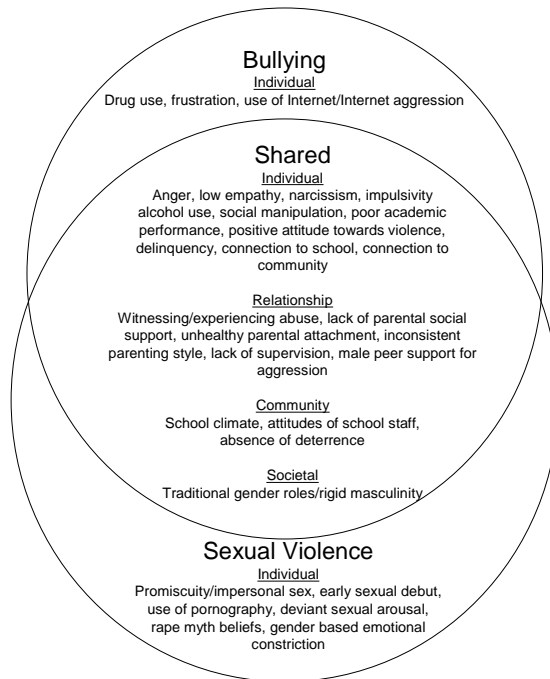 Bullying
Individual
Drug use, frustration, use of Internet/Internet aggression
Shared
Individual
Anger, low empathy, narcissism, impulsivity
alcohol use, social manipulation, poor academic
performance, positive attitude towards violence,
delinquency, connection to school, connection to
community
Relationship
Witnessing/experiencing abuse, lack of parental social
support, unhealthy parental attachment, inconsistent
parenting style, lack of supervision, male peer support for
aggression
Community
School climate, attitudes of school staff,
absence of deterrence
Societal
Traditional gender roles/rigid masculinity
Sexual Violence
Individual
Promiscuity/impersonal sex, early sexual debut,
use of pornography, deviant sexual arousal,
rape myth beliefs, gender based emotional
constriction